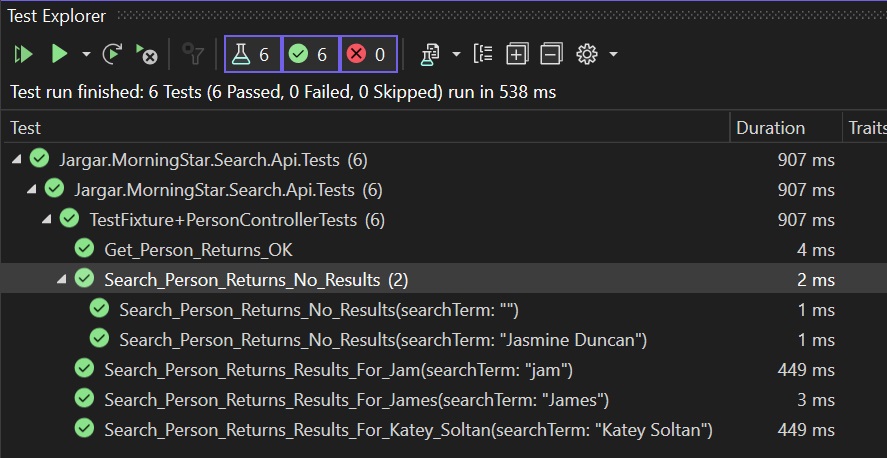 Test Explorer
6 6 0
Test run finished: 6 Tests (6 Passed, 0 Failed, 0 Skipped) run in 538 ms
Test Duration Traits
Jargar.MorningStar.Search.Api.Tests (6) 907 ms
Jargar.MorningStar.Search.Api.Tests (6) 907 ms
TestFixture+PersonControllerTests (6) 907 ms
Get_Person_Returns_OK 4 ms
Search_Person_Returns_No_Results (2) 2 ms
Search_Person_Returns_No_Results(searchTerm: "") 1 ms
Search_Person_Returns_No_Results(searchTerm: "Jasmine Duncan") 1 ms
Search_Person_Returns_Results_For_Jam(searchTerm: "jam") 449 ms
Search_Person_Returns_Results_For_James(searchTerm: "James") 3 ms
Search_Person_Returns_Results_For_Katey_Soltan(searchTerm: "Katey Soltan") 449 ms